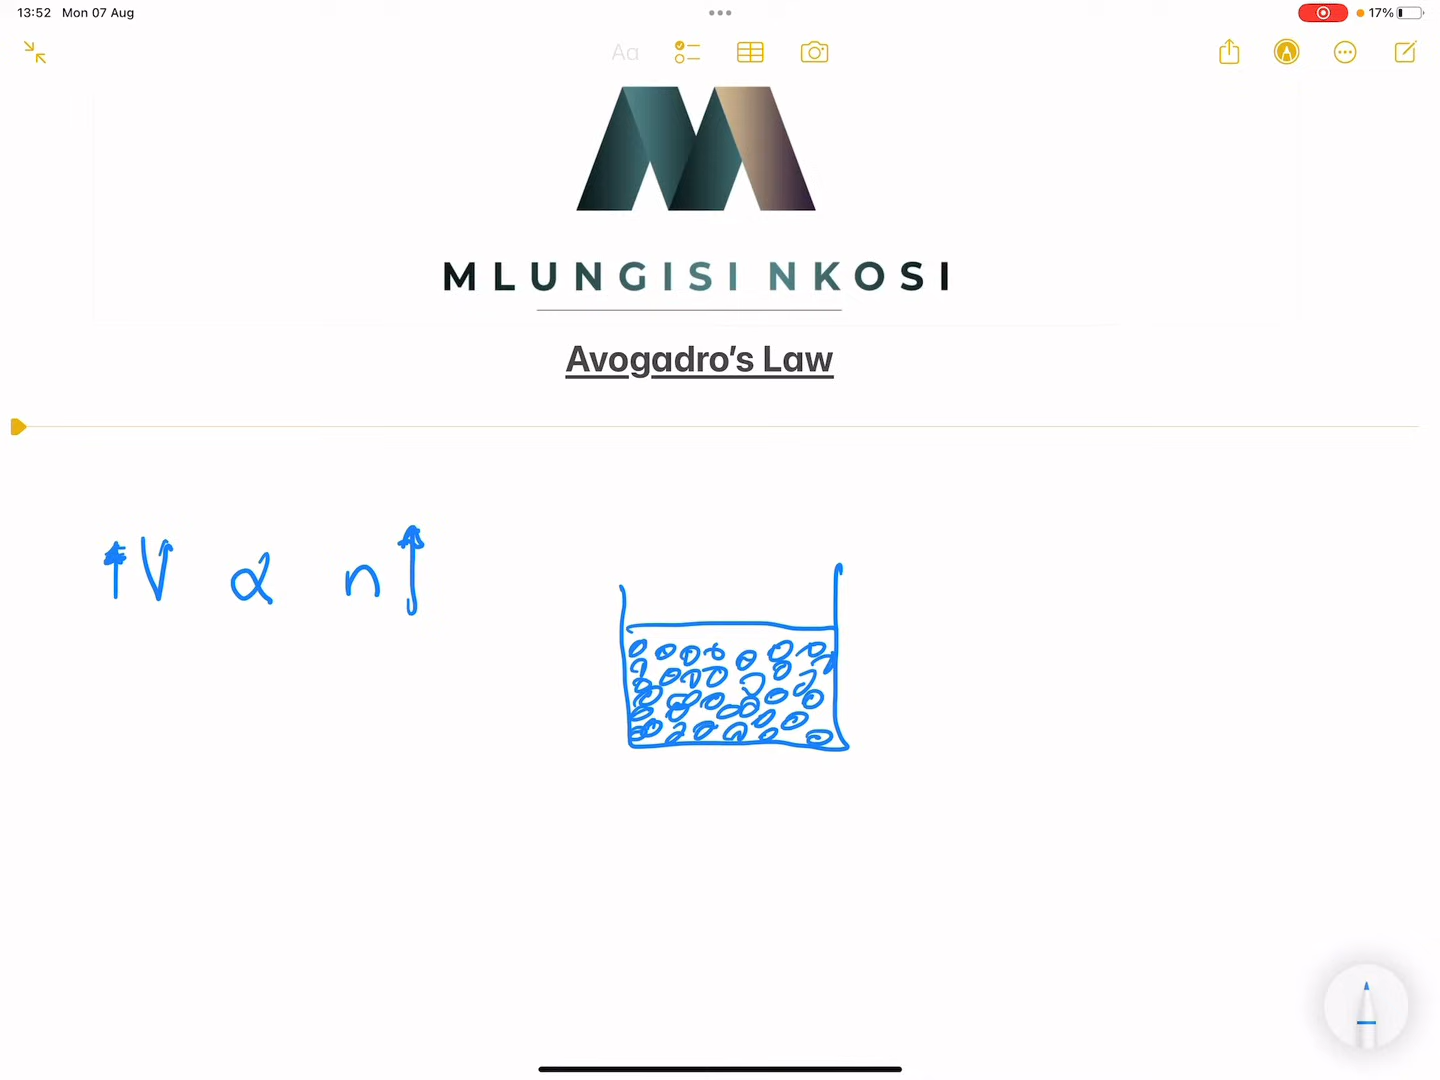 13:52 Mon 07 Aug
17%
Aa
MLUNGISI NKOSI
Avogadro's Law
↑V ∝ n↑